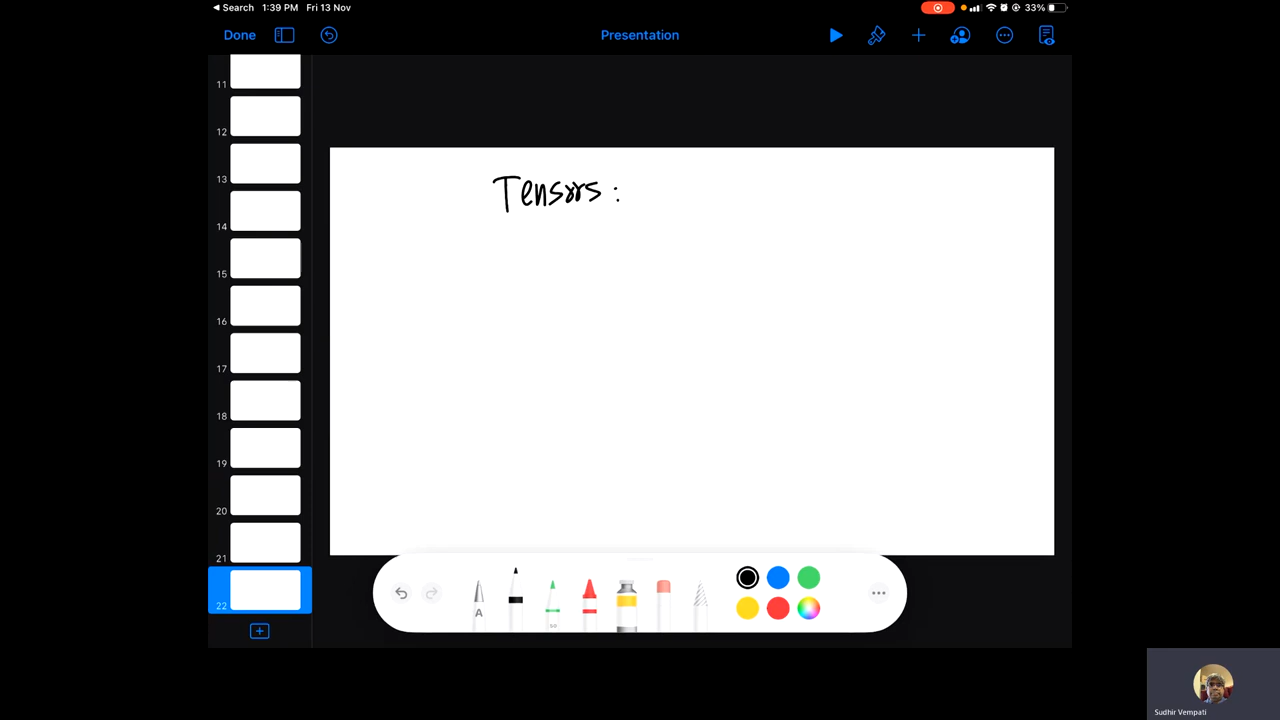 Search 1:39 PM Fri 13 Nov 33%
Done Presentation
11
12
13
14
15
16
17
18
19
20
21
22
Tensors :
A
Sudhir Vempati